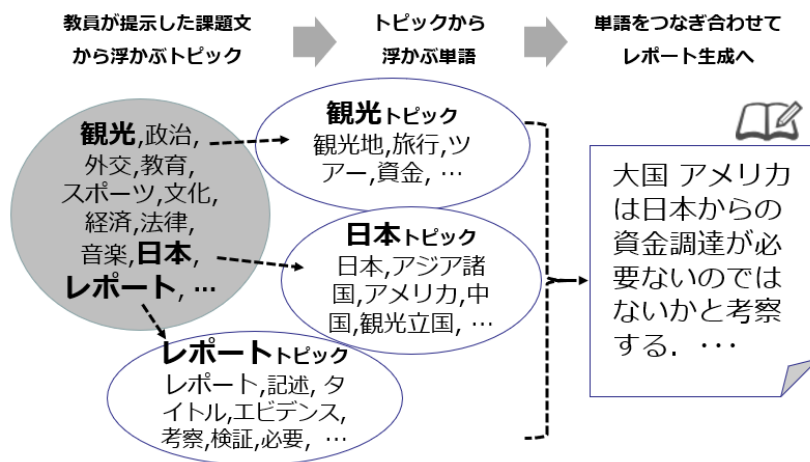 教員が提示した課題文
から浮かぶトピック
トピックから
浮かぶ単語
単語をつなぎ合わせて
レポート生成へ
観光,政治,
外交,教育,
スポーツ,文化,
経済,法律,
音楽,日本,
レポート, …
観光トピック
観光地,旅行,ツ
アー,資金, …
日本トピック
日本,アジア諸
国,アメリカ,中
国,観光立国, …
レポートトピック
レポート,記述, タ
イトル,エビデンス,
考察,検証,必要, …
大国 アメリカ
は日本からの
資金調達が必
要ないのでは
ないかと考察
する. …